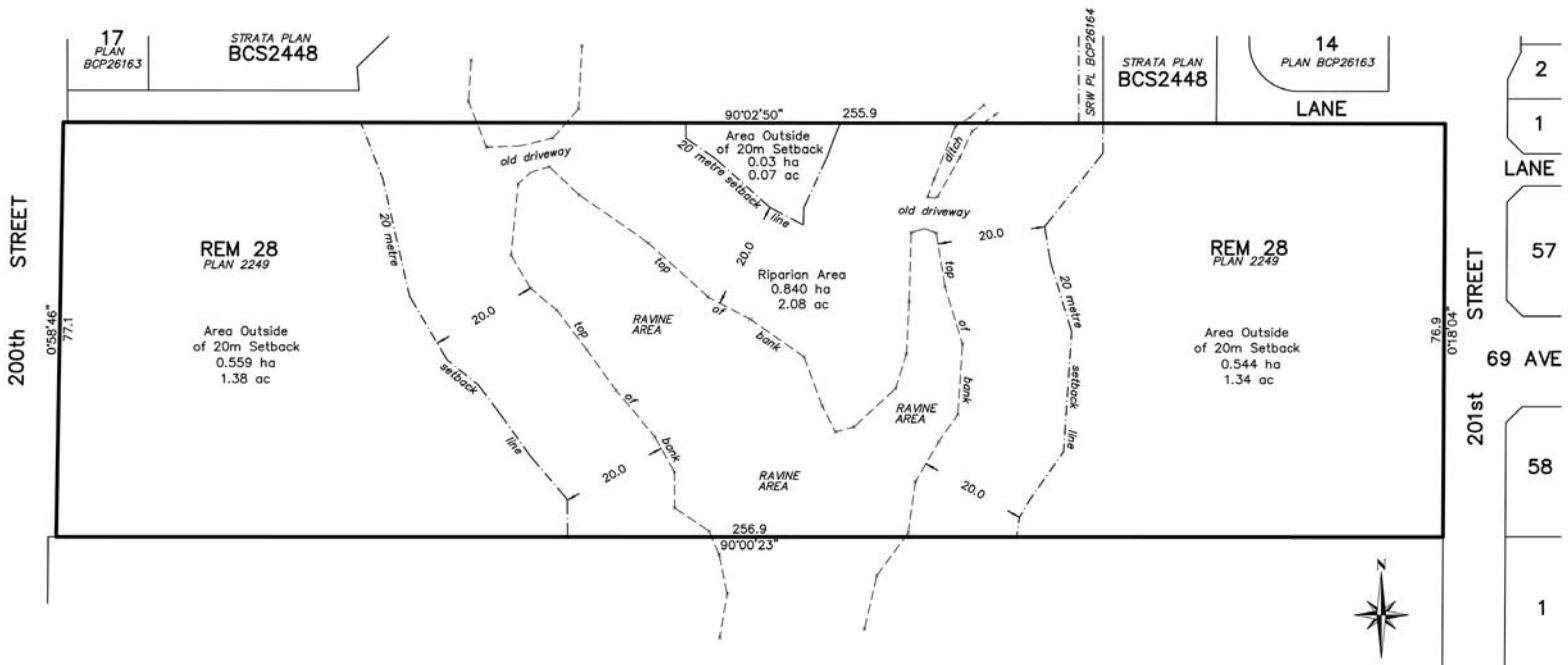 17
PLAN
BCP26163
STRATA PLAN
BCS2448
SRW PL BCP26164
STRATA PLAN
BCS2448
14
PLAN BCP26163
LANE
2
1
LANE
57
69 AVE
58
1
200th STREET
201st STREET
90°02'50" 255.9
0°58'46"
77.1
76.9
0°18'04"
256.9
90°00'23"
old driveway
Area Outside
of 20m Setback
0.03 ha
0.07 ac
20 metre setback line
ditch
old driveway
REM 28
PLAN 2249
Area Outside
of 20m Setback
0.559 ha
1.38 ac
20 metre setback line
20.0
top of bank
20.0
RAVINE
AREA
top of bank
20.0
Riparian Area
0.840 ha
2.08 ac
RAVINE
AREA
RAVINE
AREA
top of bank
20.0
20.0
20 metre setback line
REM 28
PLAN 2249
Area Outside
of 20m Setback
0.544 ha
1.34 ac
N